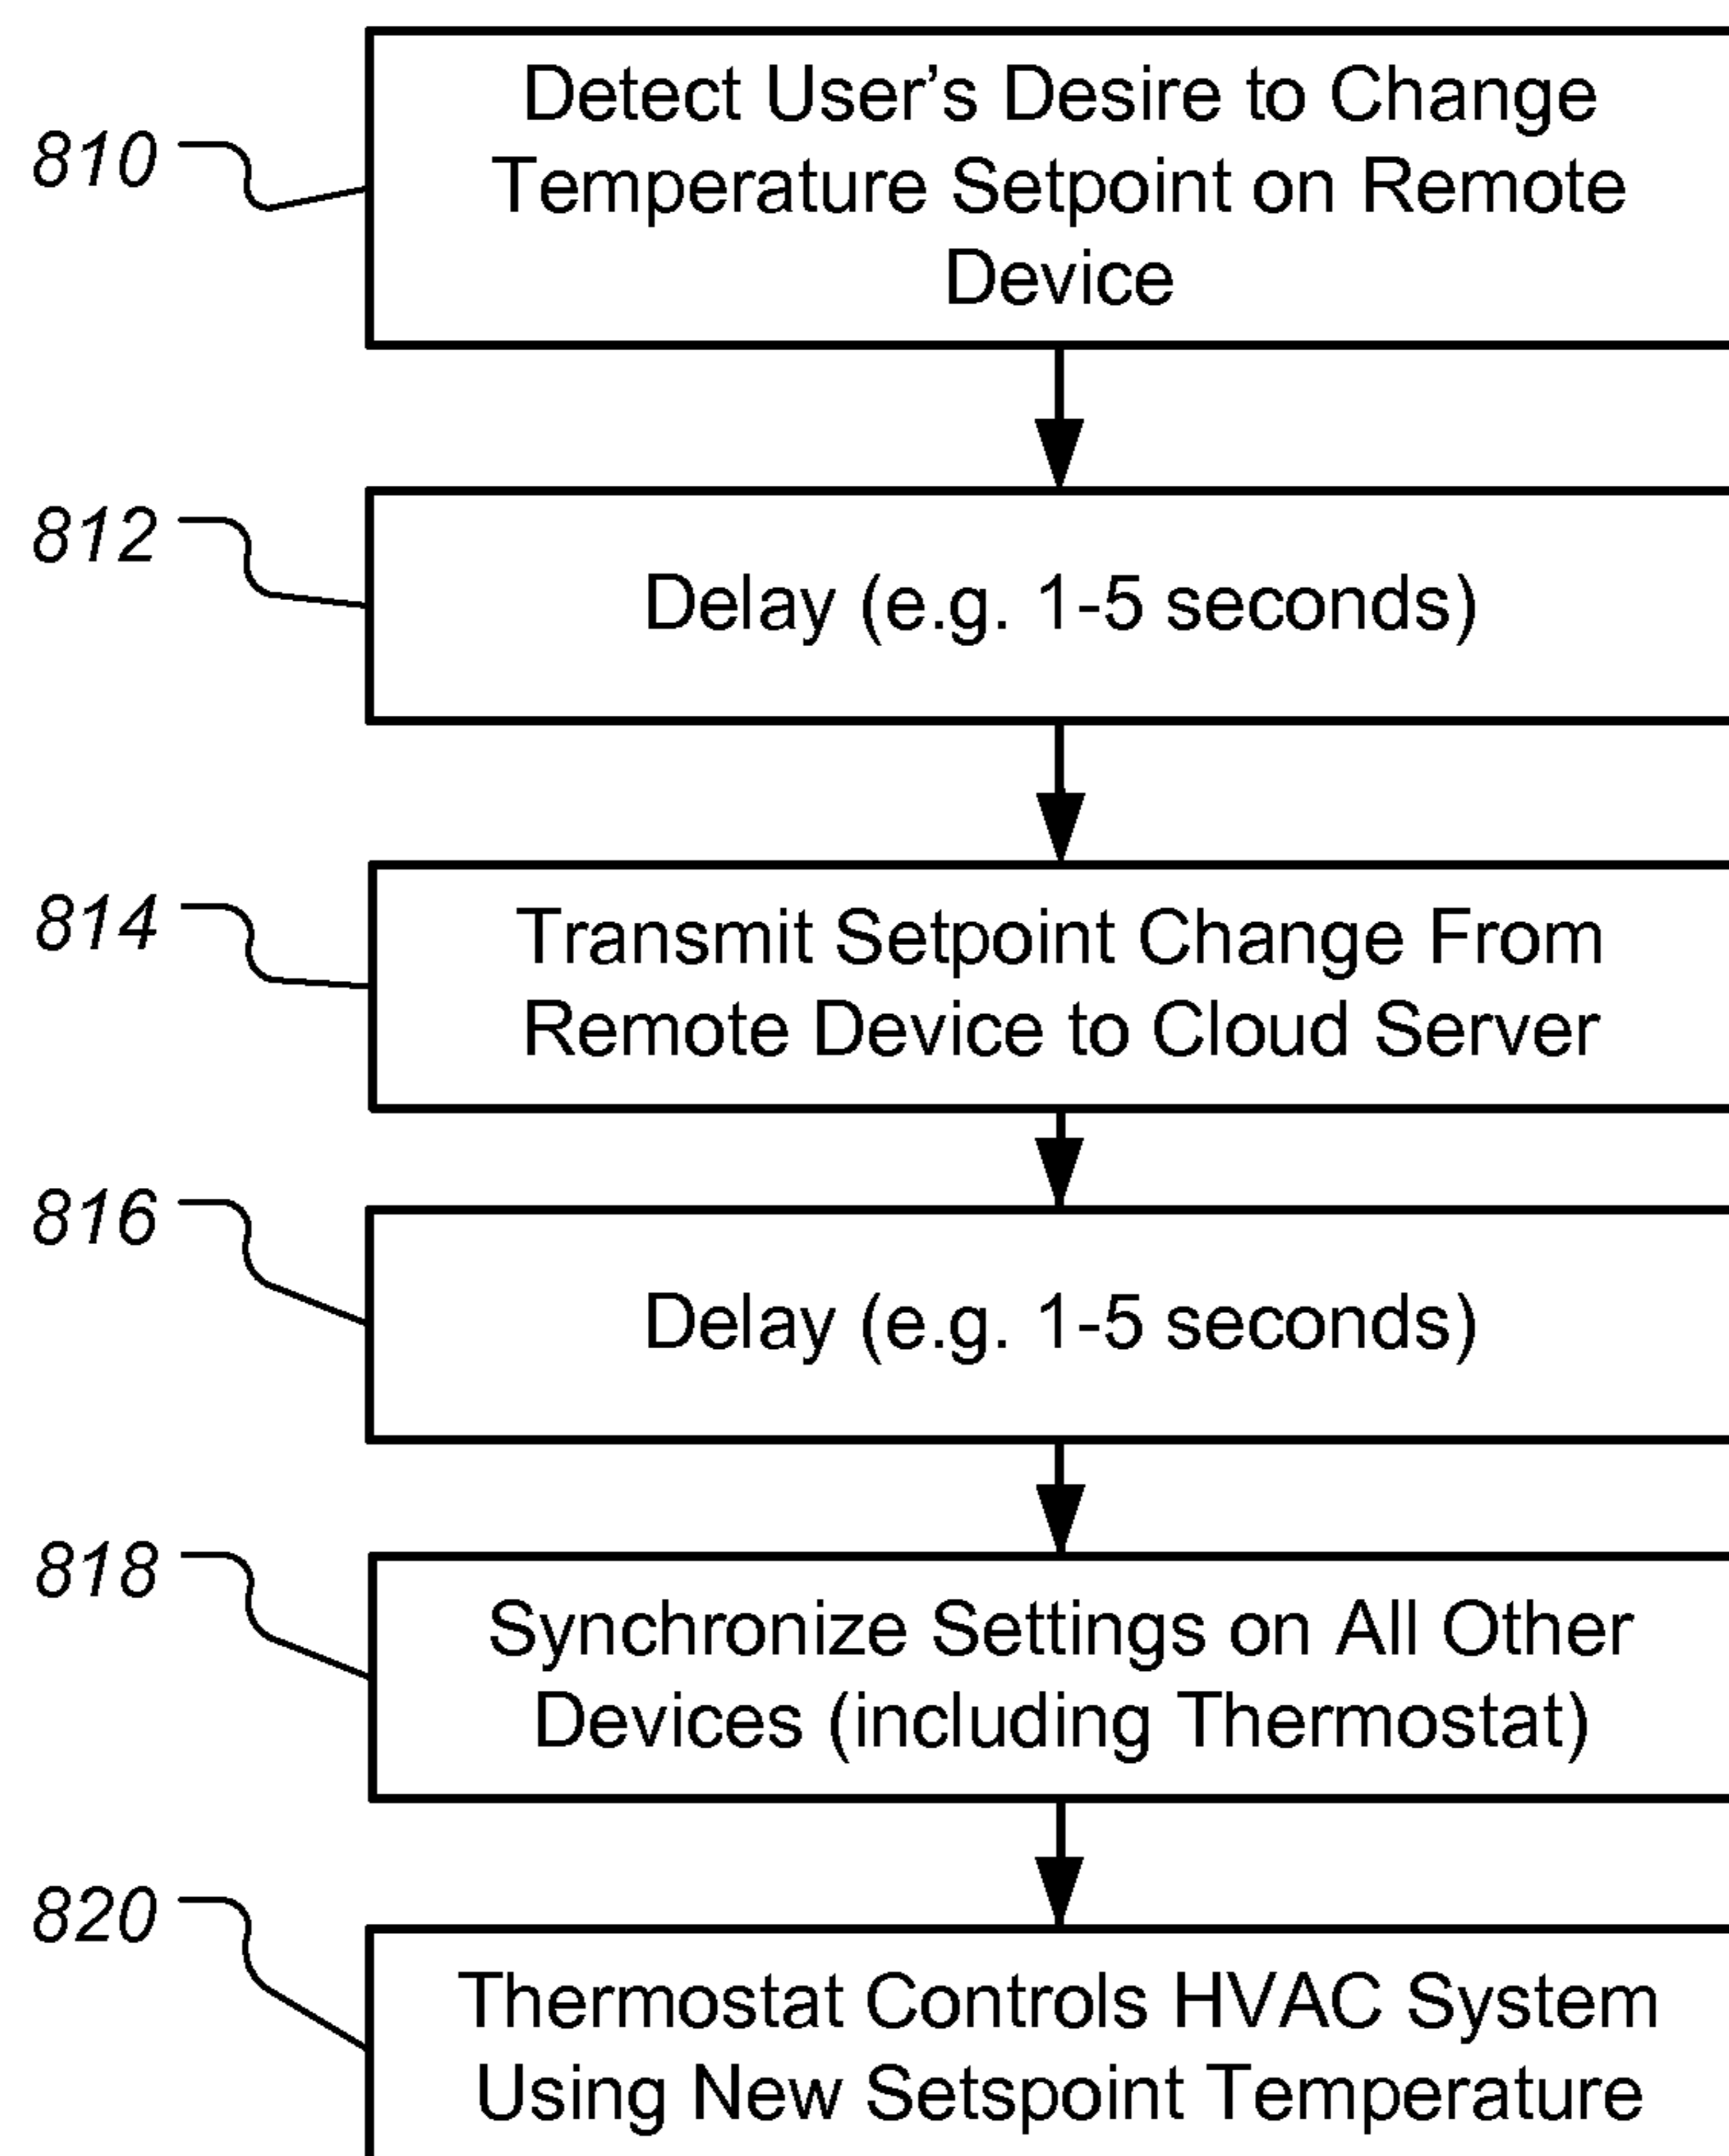 810
Detect User’s Desire to Change
Temperature Setpoint on Remote
Device
812
Delay (e.g. 1-5 seconds)
814
Transmit Setpoint Change From
Remote Device to Cloud Server
816
Delay (e.g. 1-5 seconds)
818
Synchronize Settings on All Other
Devices (including Thermostat)
820
Thermostat Controls HVAC System
Using New Setspoint Temperature